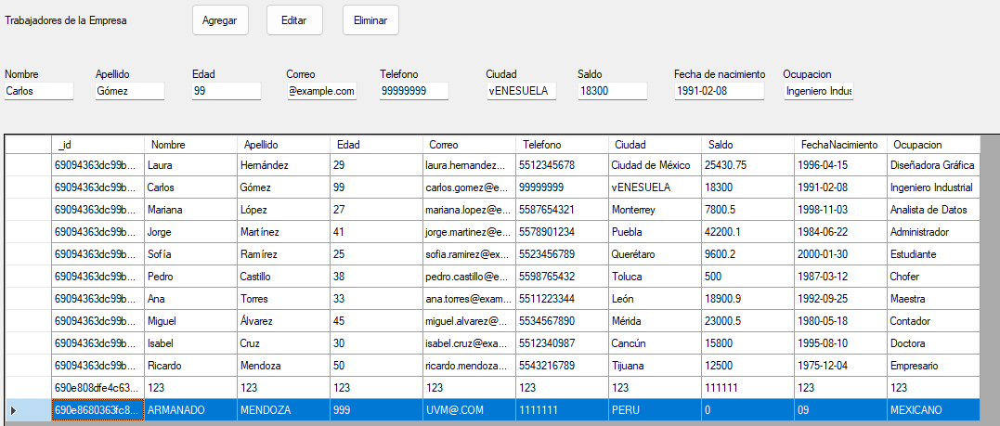 Trabajadores de la Empresa Agregar Editar Eliminar
Nombre Apellido Edad Correo Telefono Ciudad Saldo Fecha de nacimiento Ocupacion
Carlos Gómez 99 @example.com 99999999 vENESUELA 18300 1991-02-08 Ingeniero Indus
_id Nombre Apellido Edad Correo Telefono Ciudad Saldo FechaNacimiento Ocupacion
69094363dc99b... Laura Hernández 29 laura.hernandez... 5512345678 Ciudad de México 25430.75 1996-04-15 Diseñadora Gráfica
69094363dc99b... Carlos Gómez 99 carlos.gomez@e... 99999999 vENESUELA 18300 1991-02-08 Ingeniero Industrial
69094363dc99b... Mariana López 27 mariana.lopez@e... 5587654321 Monterrey 7800.5 1998-11-03 Analista de Datos
69094363dc99b... Jorge Martínez 41 jorge.martinez@e... 5578901234 Puebla 42200.1 1984-06-22 Administrador
69094363dc99b... Sofía Ramírez 25 sofia.ramirez@ex... 5523456789 Querétaro 9600.2 2000-01-30 Estudiante
69094363dc99b... Pedro Castillo 38 pedro.castillo@e... 5598765432 Toluca 500 1987-03-12 Chofer
69094363dc99b... Ana Torres 33 ana.torres@exam... 5511223344 León 18900.9 1992-09-25 Maestra
69094363dc99b... Miguel Álvarez 45 miguel.alvarez@... 5534567890 Mérida 23000.5 1980-05-18 Contador
69094363dc99b... Isabel Cruz 30 isabel.cruz@exa... 5512340987 Cancún 15800 1995-08-10 Doctora
69094363dc99b... Ricardo Mendoza 50 ricardo.mendoza... 5543216789 Tijuana 12500 1975-12-04 Empresario
690e808dfe4c63... 123 123 123 123 123 123 111111 123 123
690e8680363fc8... ARMANADO MENDOZA 999 UVM@.COM 1111111 PERU 0 09 MEXICANO